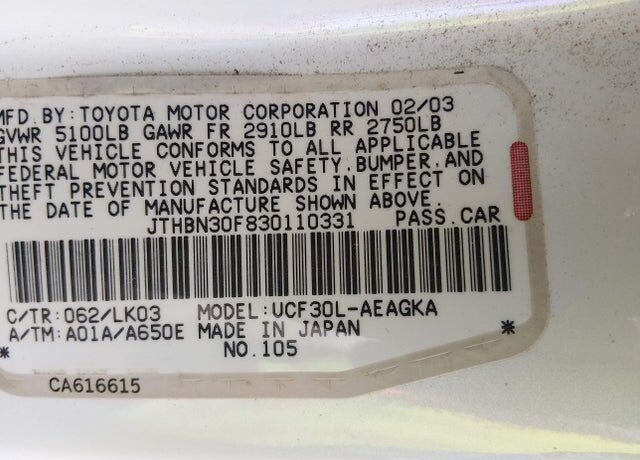 MFD. BY: TOYOTA MOTOR CORPORATION 02/03
GVWR 5100LB GAWR FR 2910LB RR 2750LB
THIS VEHICLE CONFORMS TO ALL APPLICABLE
FEDERAL MOTOR VEHICLE SAFETY, BUMPER, AND
THEFT PREVENTION STANDARDS IN EFFECT ON
THE DATE OF MANUFACTURE SHOWN ABOVE.
JTHBN30F830110331 PASS. CAR
C/TR: 062/LK03 MODEL: UCF30L-AEAGKA
A/TM: A01A/A650E MADE IN JAPAN
* NO. 105 *
CA616615